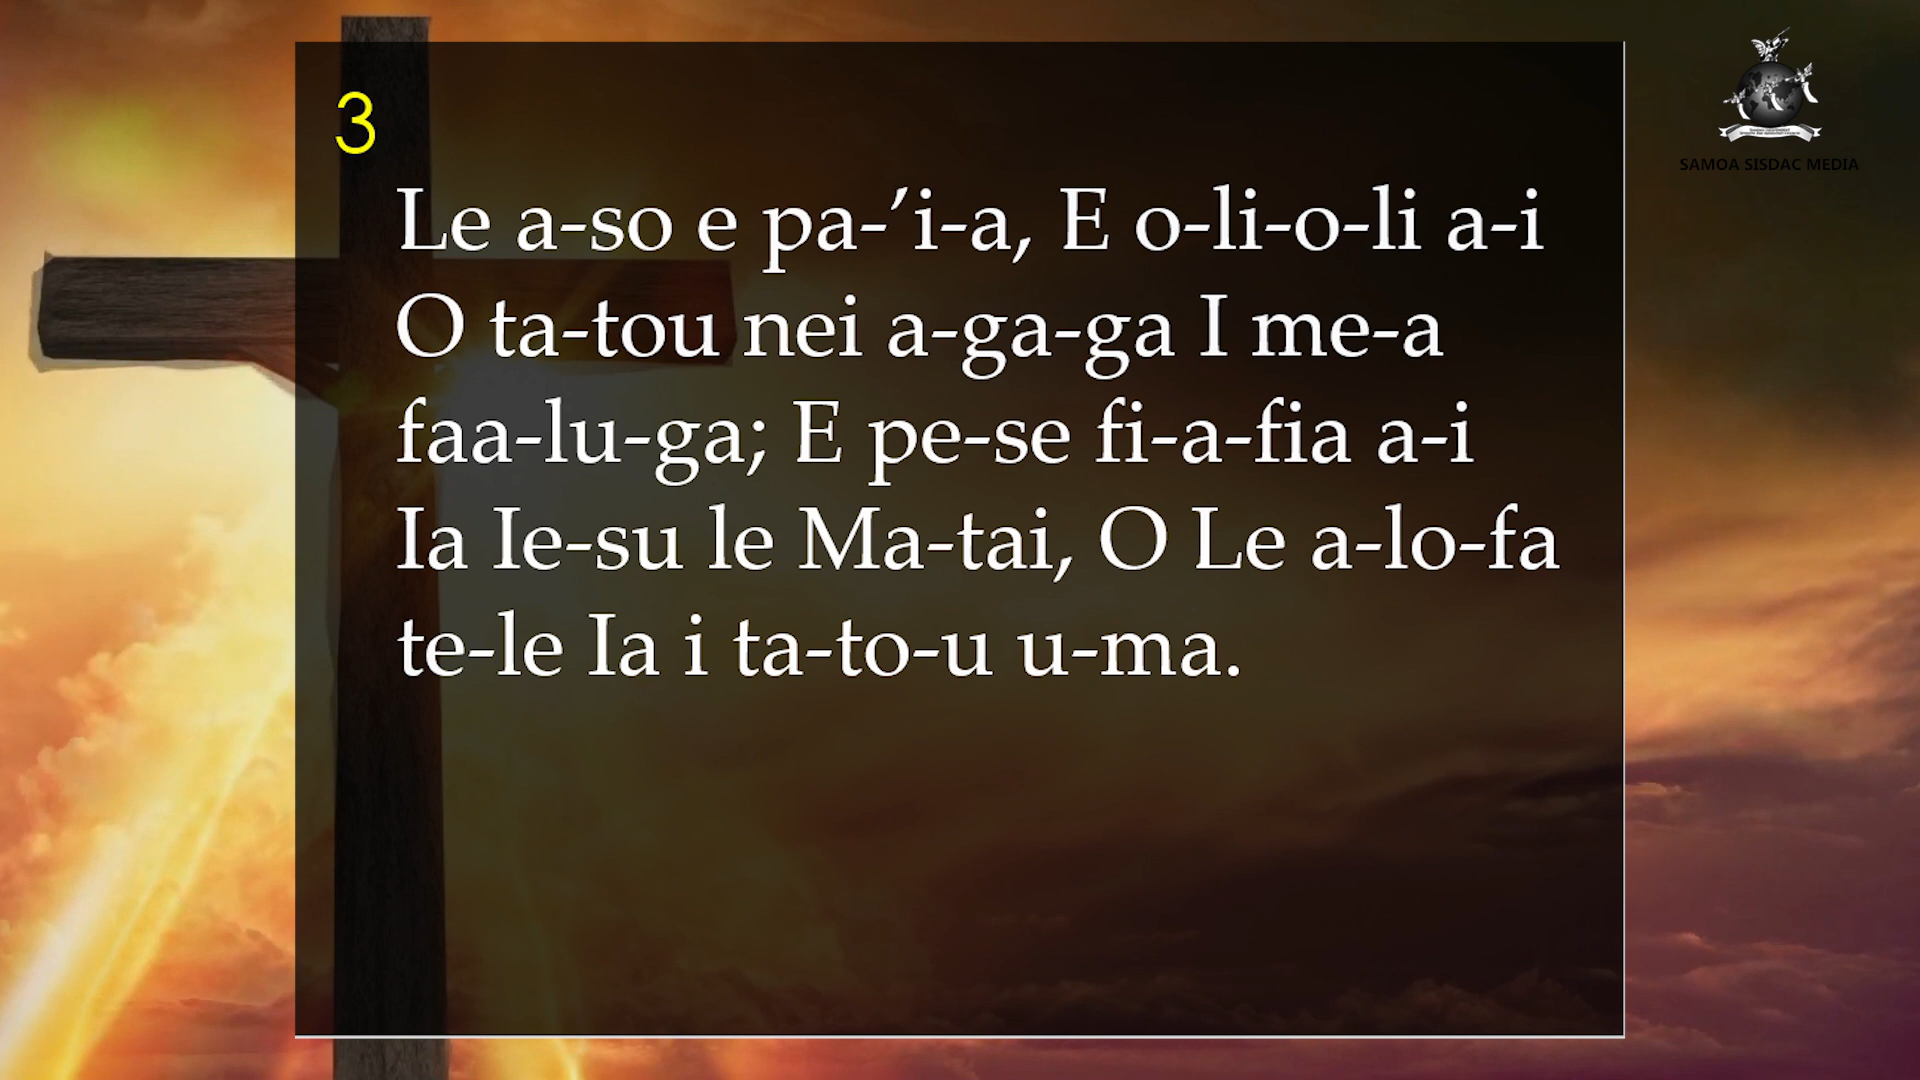 3
Le a-so e pa-’i-a, E o-li-o-li a-i
O ta-tou nei a-ga-ga I me-a
faa-lu-ga; E pe-se fi-a-fia a-i
Ia Ie-su le Ma-tai, O Le a-lo-fa
te-le Ia i ta-to-u u-ma.
SAMOA SISDAC MEDIA